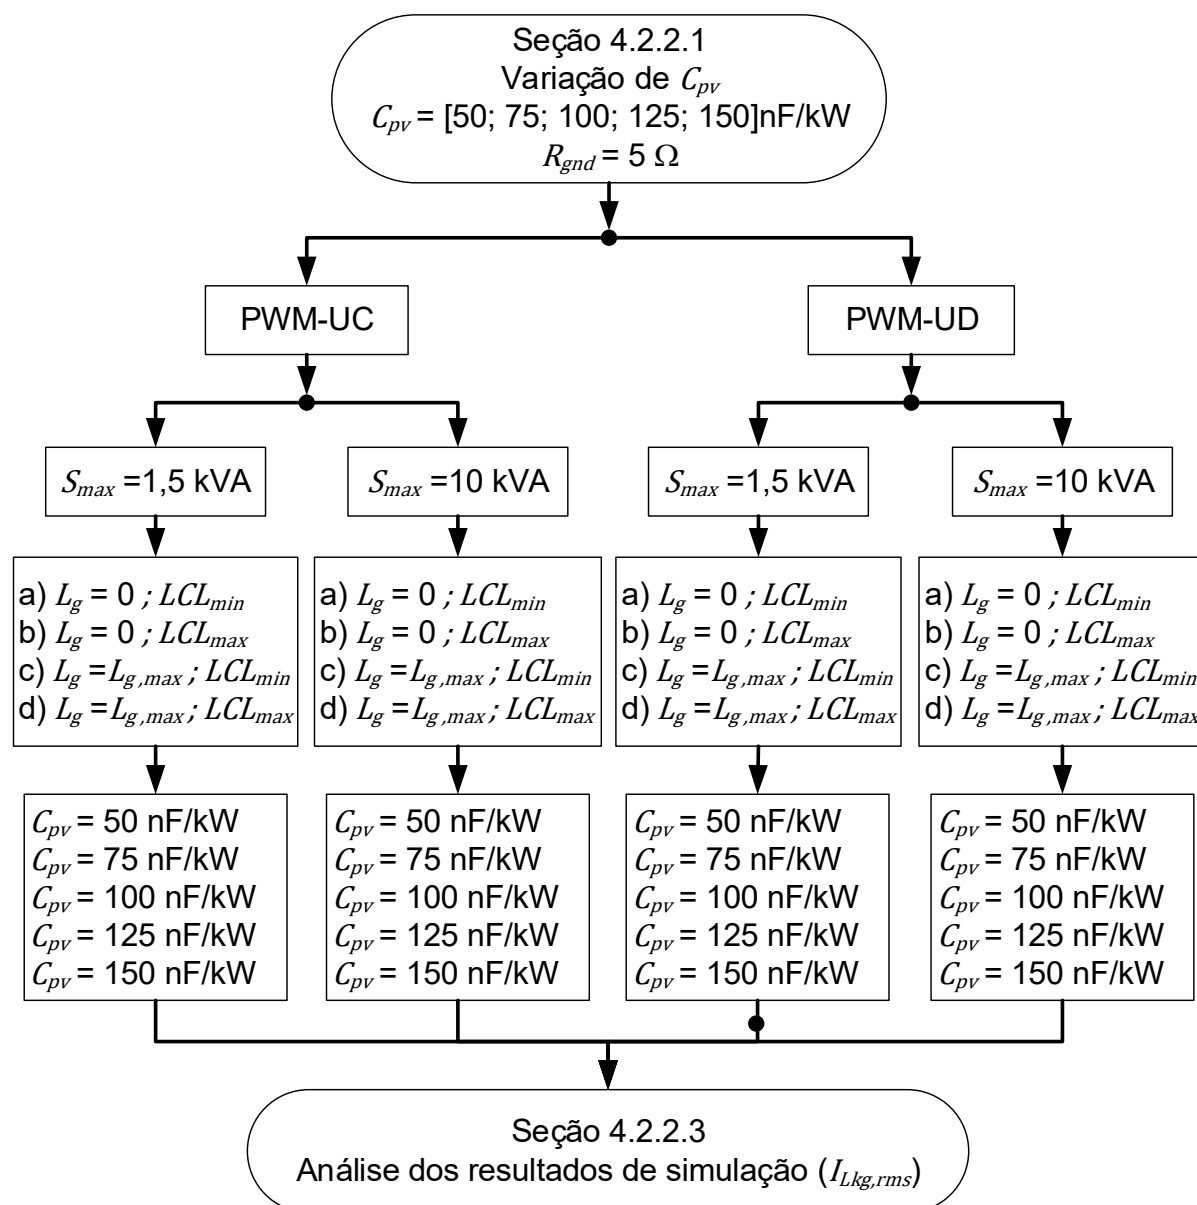 Seção 4.2.2.1
Variação de Cpv
Cpv = [50; 75; 100; 125; 150]nF/kW
Rgnd = 5 Ω
PWM-UC
PWM-UD
Smax =1,5 kVA
Smax =10 kVA
Smax =1,5 kVA
Smax =10 kVA
a) Lg = 0 ; LCLmin
b) Lg = 0 ; LCLmax
c) Lg =Lg,max ; LCLmin
d) Lg =Lg,max ; LCLmax
a) Lg = 0 ; LCLmin
b) Lg = 0 ; LCLmax
c) Lg =Lg,max ; LCLmin
d) Lg =Lg,max ; LCLmax
a) Lg = 0 ; LCLmin
b) Lg = 0 ; LCLmax
c) Lg =Lg,max ; LCLmin
d) Lg =Lg,max ; LCLmax
a) Lg = 0 ; LCLmin
b) Lg = 0 ; LCLmax
c) Lg =Lg,max ; LCLmin
d) Lg =Lg,max ; LCLmax
Cpv = 50 nF/kW
Cpv = 75 nF/kW
Cpv = 100 nF/kW
Cpv = 125 nF/kW
Cpv = 150 nF/kW
Cpv = 50 nF/kW
Cpv = 75 nF/kW
Cpv = 100 nF/kW
Cpv = 125 nF/kW
Cpv = 150 nF/kW
Cpv = 50 nF/kW
Cpv = 75 nF/kW
Cpv = 100 nF/kW
Cpv = 125 nF/kW
Cpv = 150 nF/kW
Cpv = 50 nF/kW
Cpv = 75 nF/kW
Cpv = 100 nF/kW
Cpv = 125 nF/kW
Cpv = 150 nF/kW
Seção 4.2.2.3
Análise dos resultados de simulação (ILkg,rms)